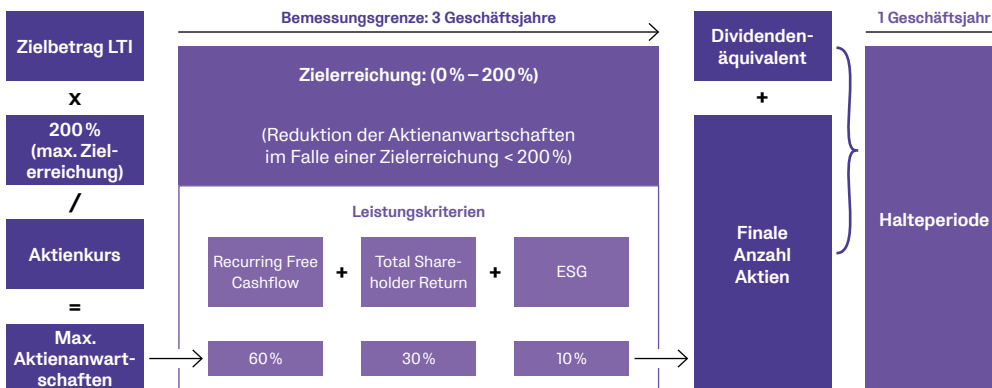 Zielbetrag LTI
x
200 %
(max. Ziel-
erreichung)
/
Aktienkurs
=
Max.
Aktienanwart-
schaften
Bemessungsgrenze: 3 Geschäftsjahre
Zielerreichung: (0 % – 200 %)
(Reduktion der Aktienanwartschaften
im Falle einer Zielerreichung < 200 %)
Leistungskriterien
Recurring Free
Cashflow
+
Total Share-
holder Return
+
ESG
60 %
30 %
10 %
Dividenden-
äquivalent
+
Finale
Anzahl
Aktien
1 Geschäftsjahr
Halteperiode